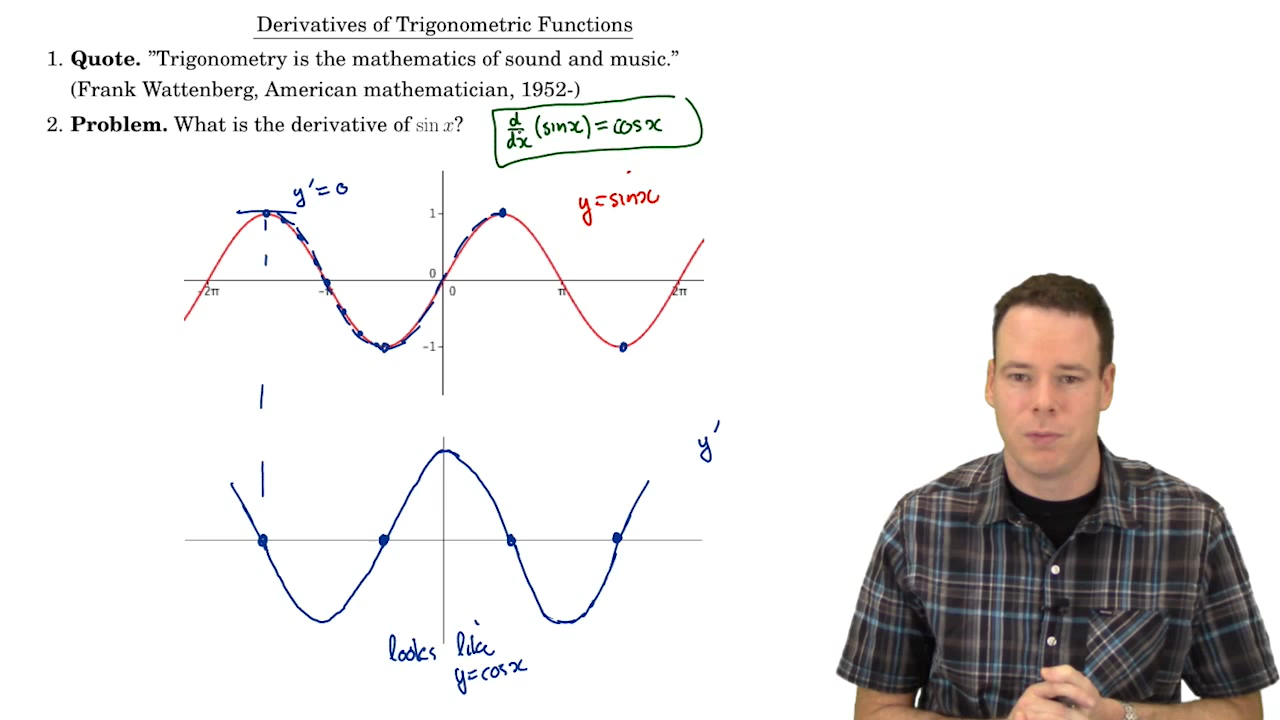 Derivatives of Trigonometric Functions
1. Quote. ”Trigonometry is the mathematics of sound and music.”
(Frank Wattenberg, American mathematician, 1952-)
2. Problem. What is the derivative of sin x?
d/dx (sinx) = cosx
y' = 0
y = sinx
1
0
-2π
-π
0
π
2π
-1
y'
looks like
y = cosx